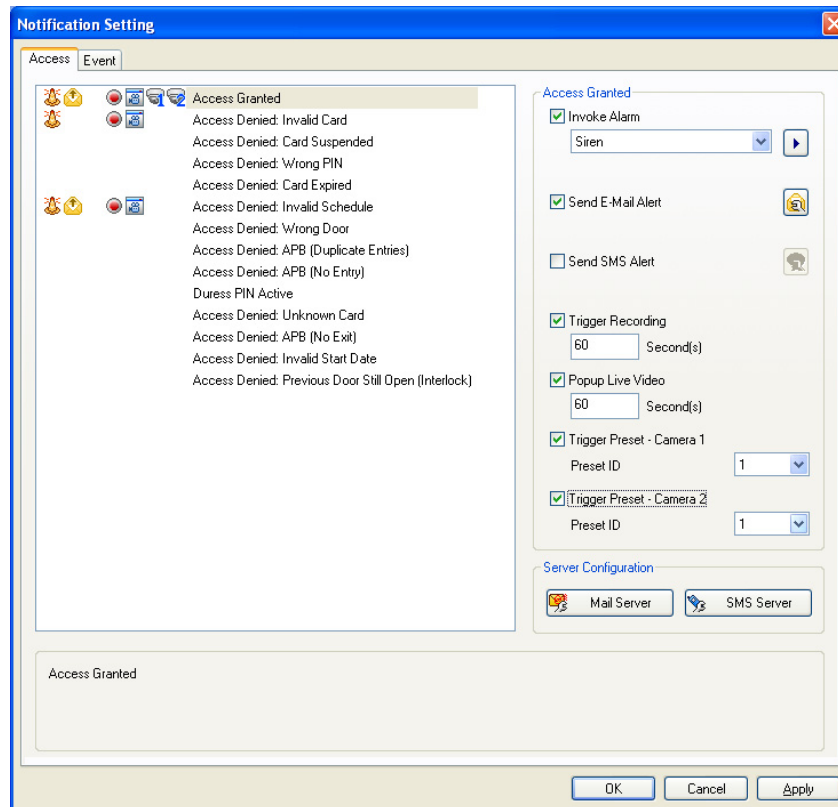 Notification Setting
Access
Event
Access Granted
Access Denied: Invalid Card
Access Denied: Card Suspended
Access Denied: Wrong PIN
Access Denied: Card Expired
Access Denied: Invalid Schedule
Access Denied: Wrong Door
Access Denied: APB (Duplicate Entries)
Access Denied: APB (No Entry)
Duress PIN Active
Access Denied: Unknown Card
Access Denied: APB (No Exit)
Access Denied: Invalid Start Date
Access Denied: Previous Door Still Open (Interlock)
Access Granted
Invoke Alarm
Siren
Send E-Mail Alert
Send SMS Alert
Trigger Recording
60 Second(s)
Popup Live Video
60 Second(s)
Trigger Preset - Camera 1
Preset ID 1
Trigger Preset - Camera 2
Preset ID 1
Server Configuration
Mail Server
SMS Server
Access Granted
OK
Cancel
Apply